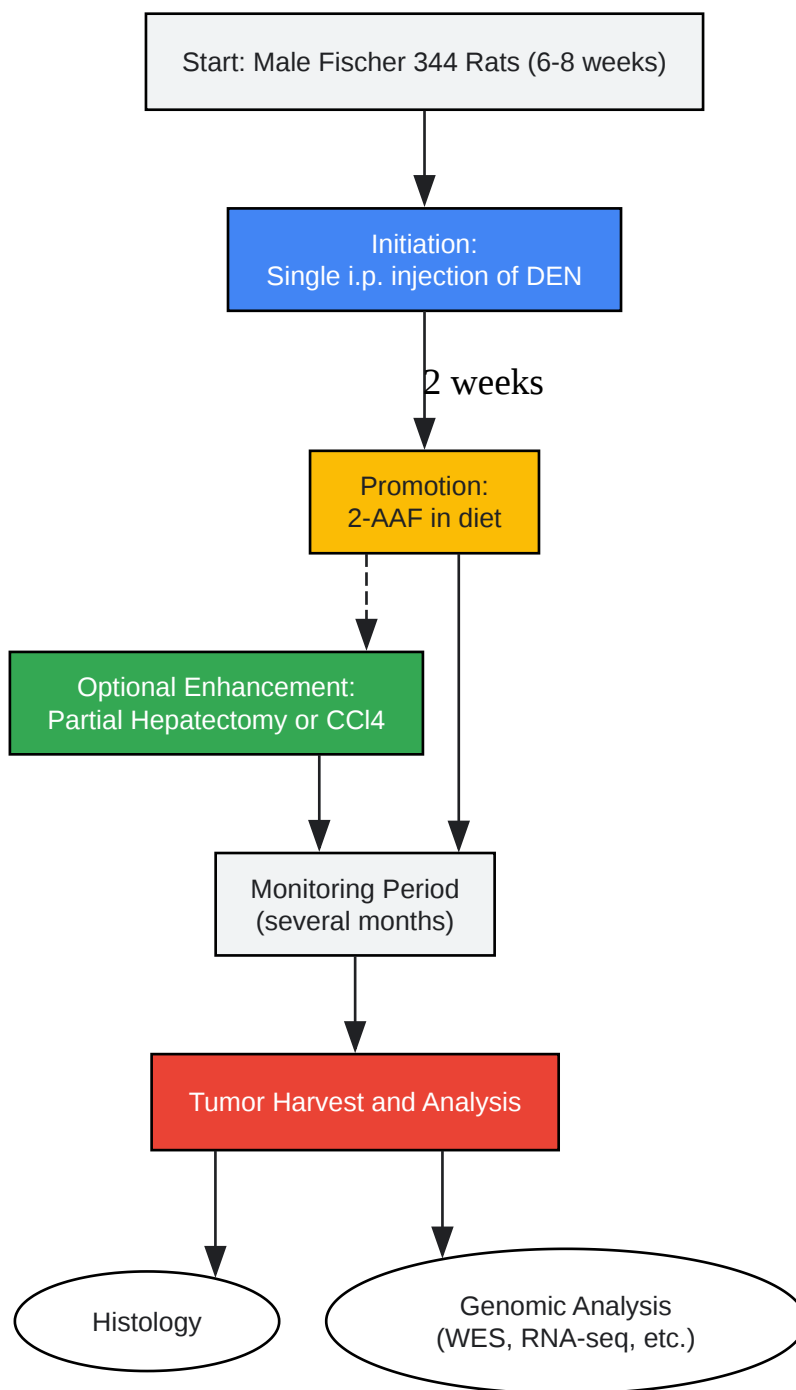 Start: Male Fischer 344 Rats (6-8 weeks)
Initiation:
Single i.p. injection of DEN
2 weeks
Promotion:
2-AAF in diet
Optional Enhancement:
Partial Hepatectomy or CCl4
Monitoring Period
(several months)
Tumor Harvest and Analysis
Histology
Genomic Analysis
(WES, RNA-seq, etc.)